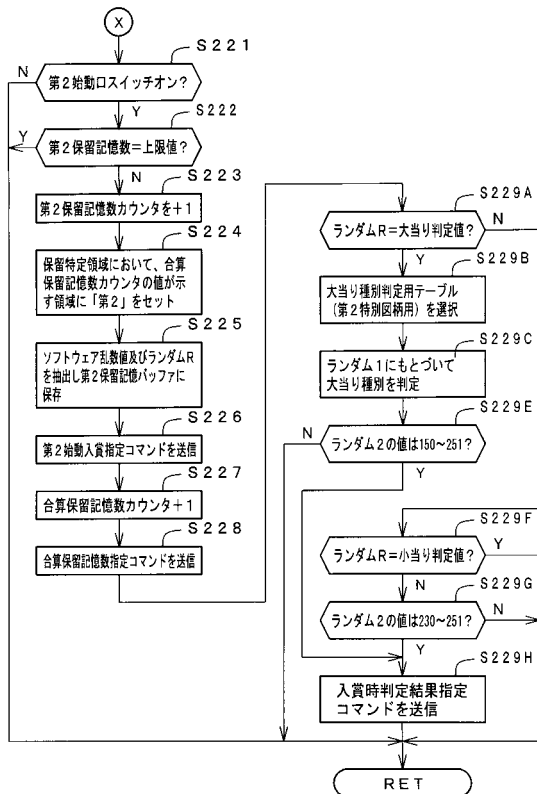 X
S221
N
第2始動口スイッチオン?
Y
S222
Y
第2保留記憶数=上限値?
N
S223
第2保留記憶数カウンタを+1
S224
保留特定領域において、合算
保留記憶数カウンタの値が示
す領域に「第2」をセット
S225
ソフトウェア乱数値及びランダムR
を抽出し第2保留記憶バッファに
保存
S226
第2始動入賞指定コマンドを送信
S227
合算保留記憶数カウンタ+1
S228
合算保留記憶数指定コマンドを送信
S229A
ランダムR=大当り判定値?
N
Y
S229B
大当り種別判定用テーブル
(第2特別図柄用)を選択
S229C
ランダム1にもとづいて
大当り種別を判定
S229E
N
ランダム2の値は150~251?
Y
S229F
ランダムR=小当り判定値?
Y
N
S229G
ランダム2の値は230~251?
N
Y
S229H
入賞時判定結果指定
コマンドを送信
RET